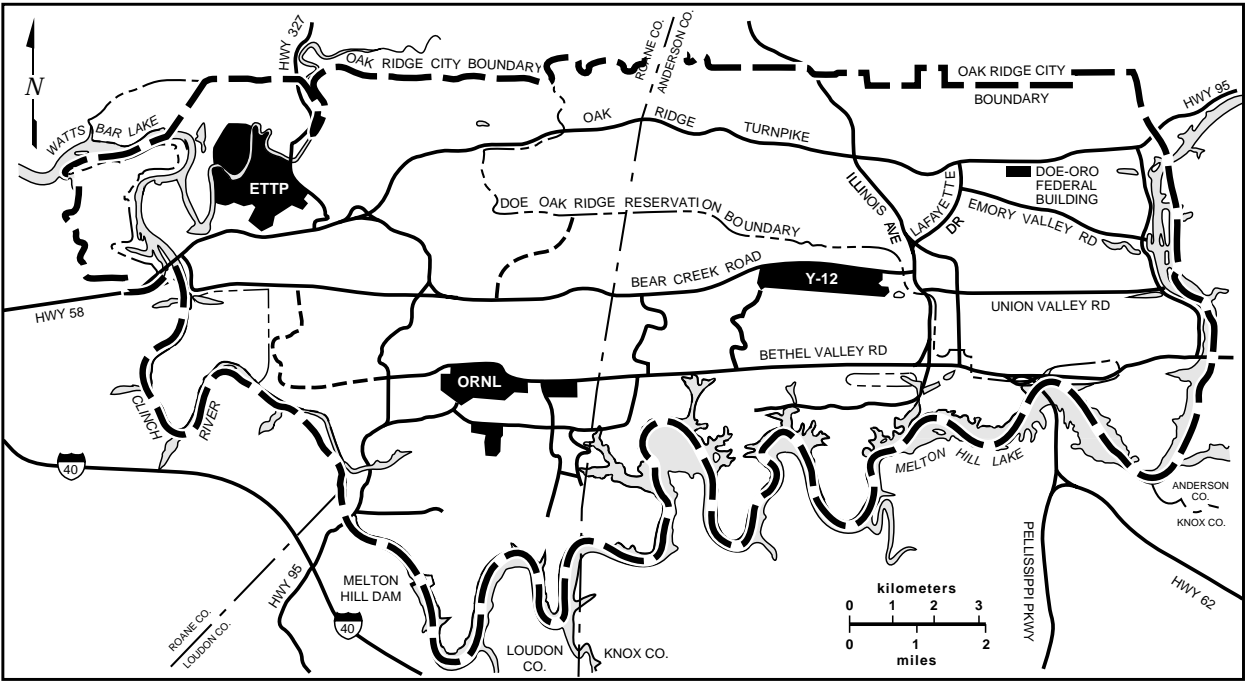 HWY 327
ROANE CO.
ANDERSON CO.
OAK RIDGE CITY BOUNDARY
OAK RIDGE CITY
BOUNDARY
N
HWY 95
WATTS BAR LAKE
OAK RIDGE TURNPIKE
ETTP
DOE-ORO
FEDERAL
BUILDING
ILLINOIS AVE
LAFAYETTE
DR
EMORY VALLEY RD
DOE OAK RIDGE RESERVATION BOUNDARY
BEAR CREEK ROAD
Y-12
UNION VALLEY RD
HWY 58
BETHEL VALLEY RD
ORNL
CLINCH
RIVER
MELTON HILL LAKE
40
ANDERSON
CO.
KNOX CO.
PELLISSIPPI PKWY
HWY 62
HWY 95
MELTON
HILL DAM
40
ROANE CO.
LOUDON CO.
LOUDON
CO.
KNOX CO.
kilometers
0 1 2 3
0 1 2
miles